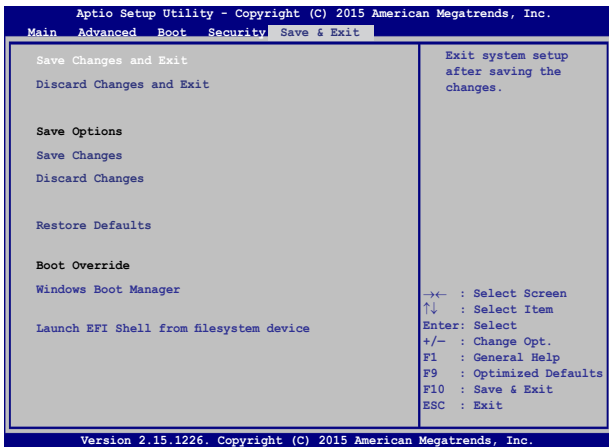 Aptio Setup Utility - Copyright (C) 2015 American Megatrends, Inc.
Main Advanced Boot Security Save & Exit
Save Changes and Exit
Discard Changes and Exit
Save Options
Save Changes
Discard Changes
Restore Defaults
Boot Override
Windows Boot Manager
Launch EFI Shell from filesystem device
Exit system setup
after saving the
changes.
→← : Select Screen
↑↓ : Select Item
Enter: Select
+/— : Change Opt.
F1 : General Help
F9 : Optimized Defaults
F10 : Save & Exit
ESC : Exit
Version 2.15.1226. Copyright (C) 2015 American Megatrends, Inc.